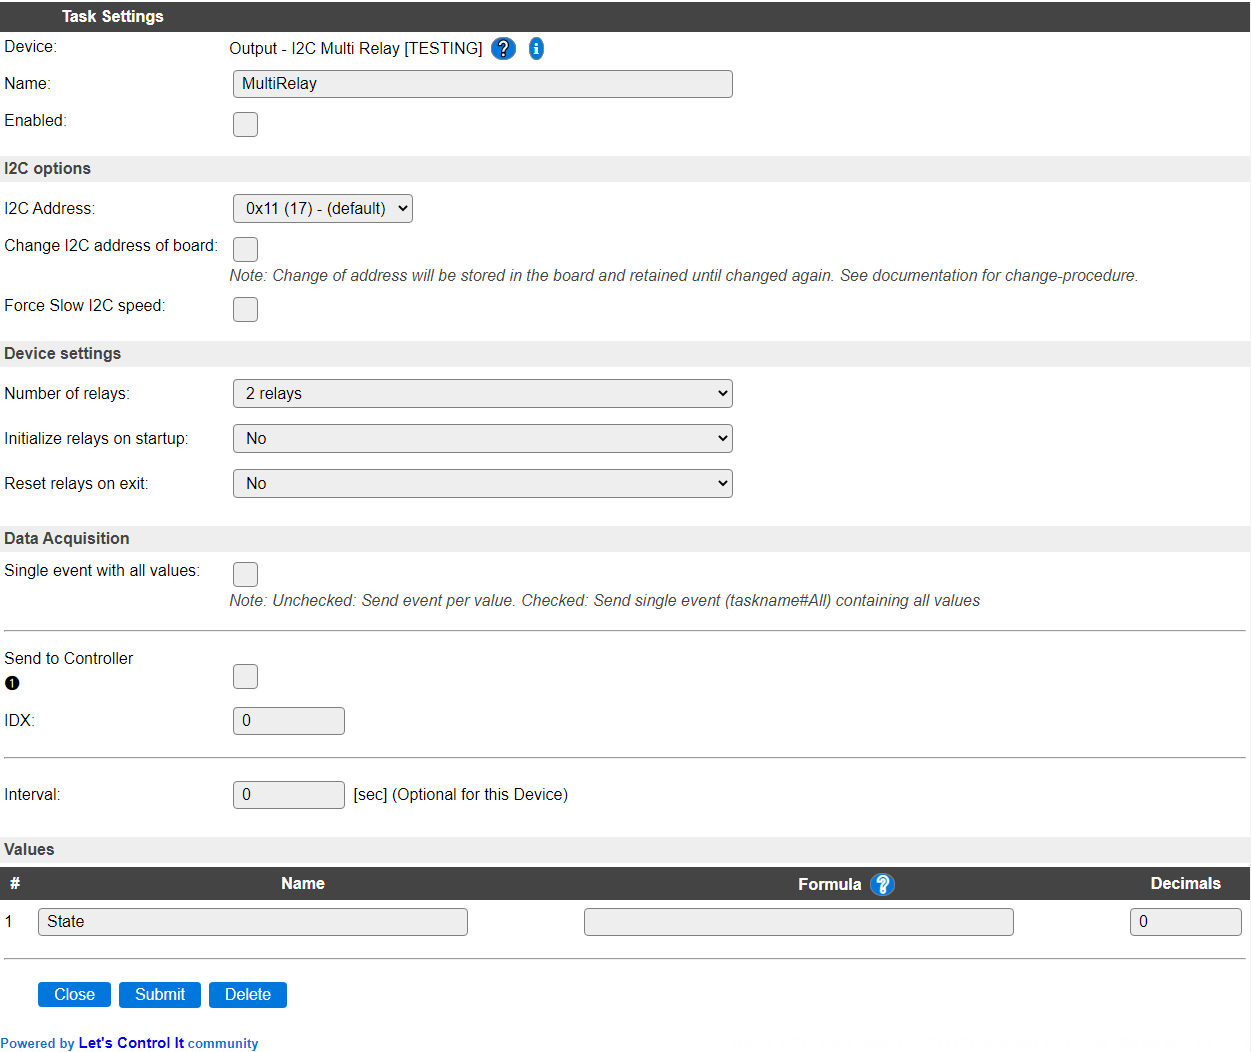 Task Settings
Device: Output - I2C Multi Relay [TESTING] ? i
Name: MultiRelay
Enabled:
I2C options
I2C Address: 0x11 (17) - (default)
Change I2C address of board:
Note: Change of address will be stored in the board and retained until changed again. See documentation for change-procedure.
Force Slow I2C speed:
Device settings
Number of relays: 2 relays
Initialize relays on startup: No
Reset relays on exit: No
Data Acquisition
Single event with all values:
Note: Unchecked: Send event per value. Checked: Send single event (taskname#All) containing all values
Send to Controller
❶
IDX: 0
Interval: 0 [sec] (Optional for this Device)
Values
# Name Formula ? Decimals
1 State 0
Close Submit Delete
Powered by Let's Control It community